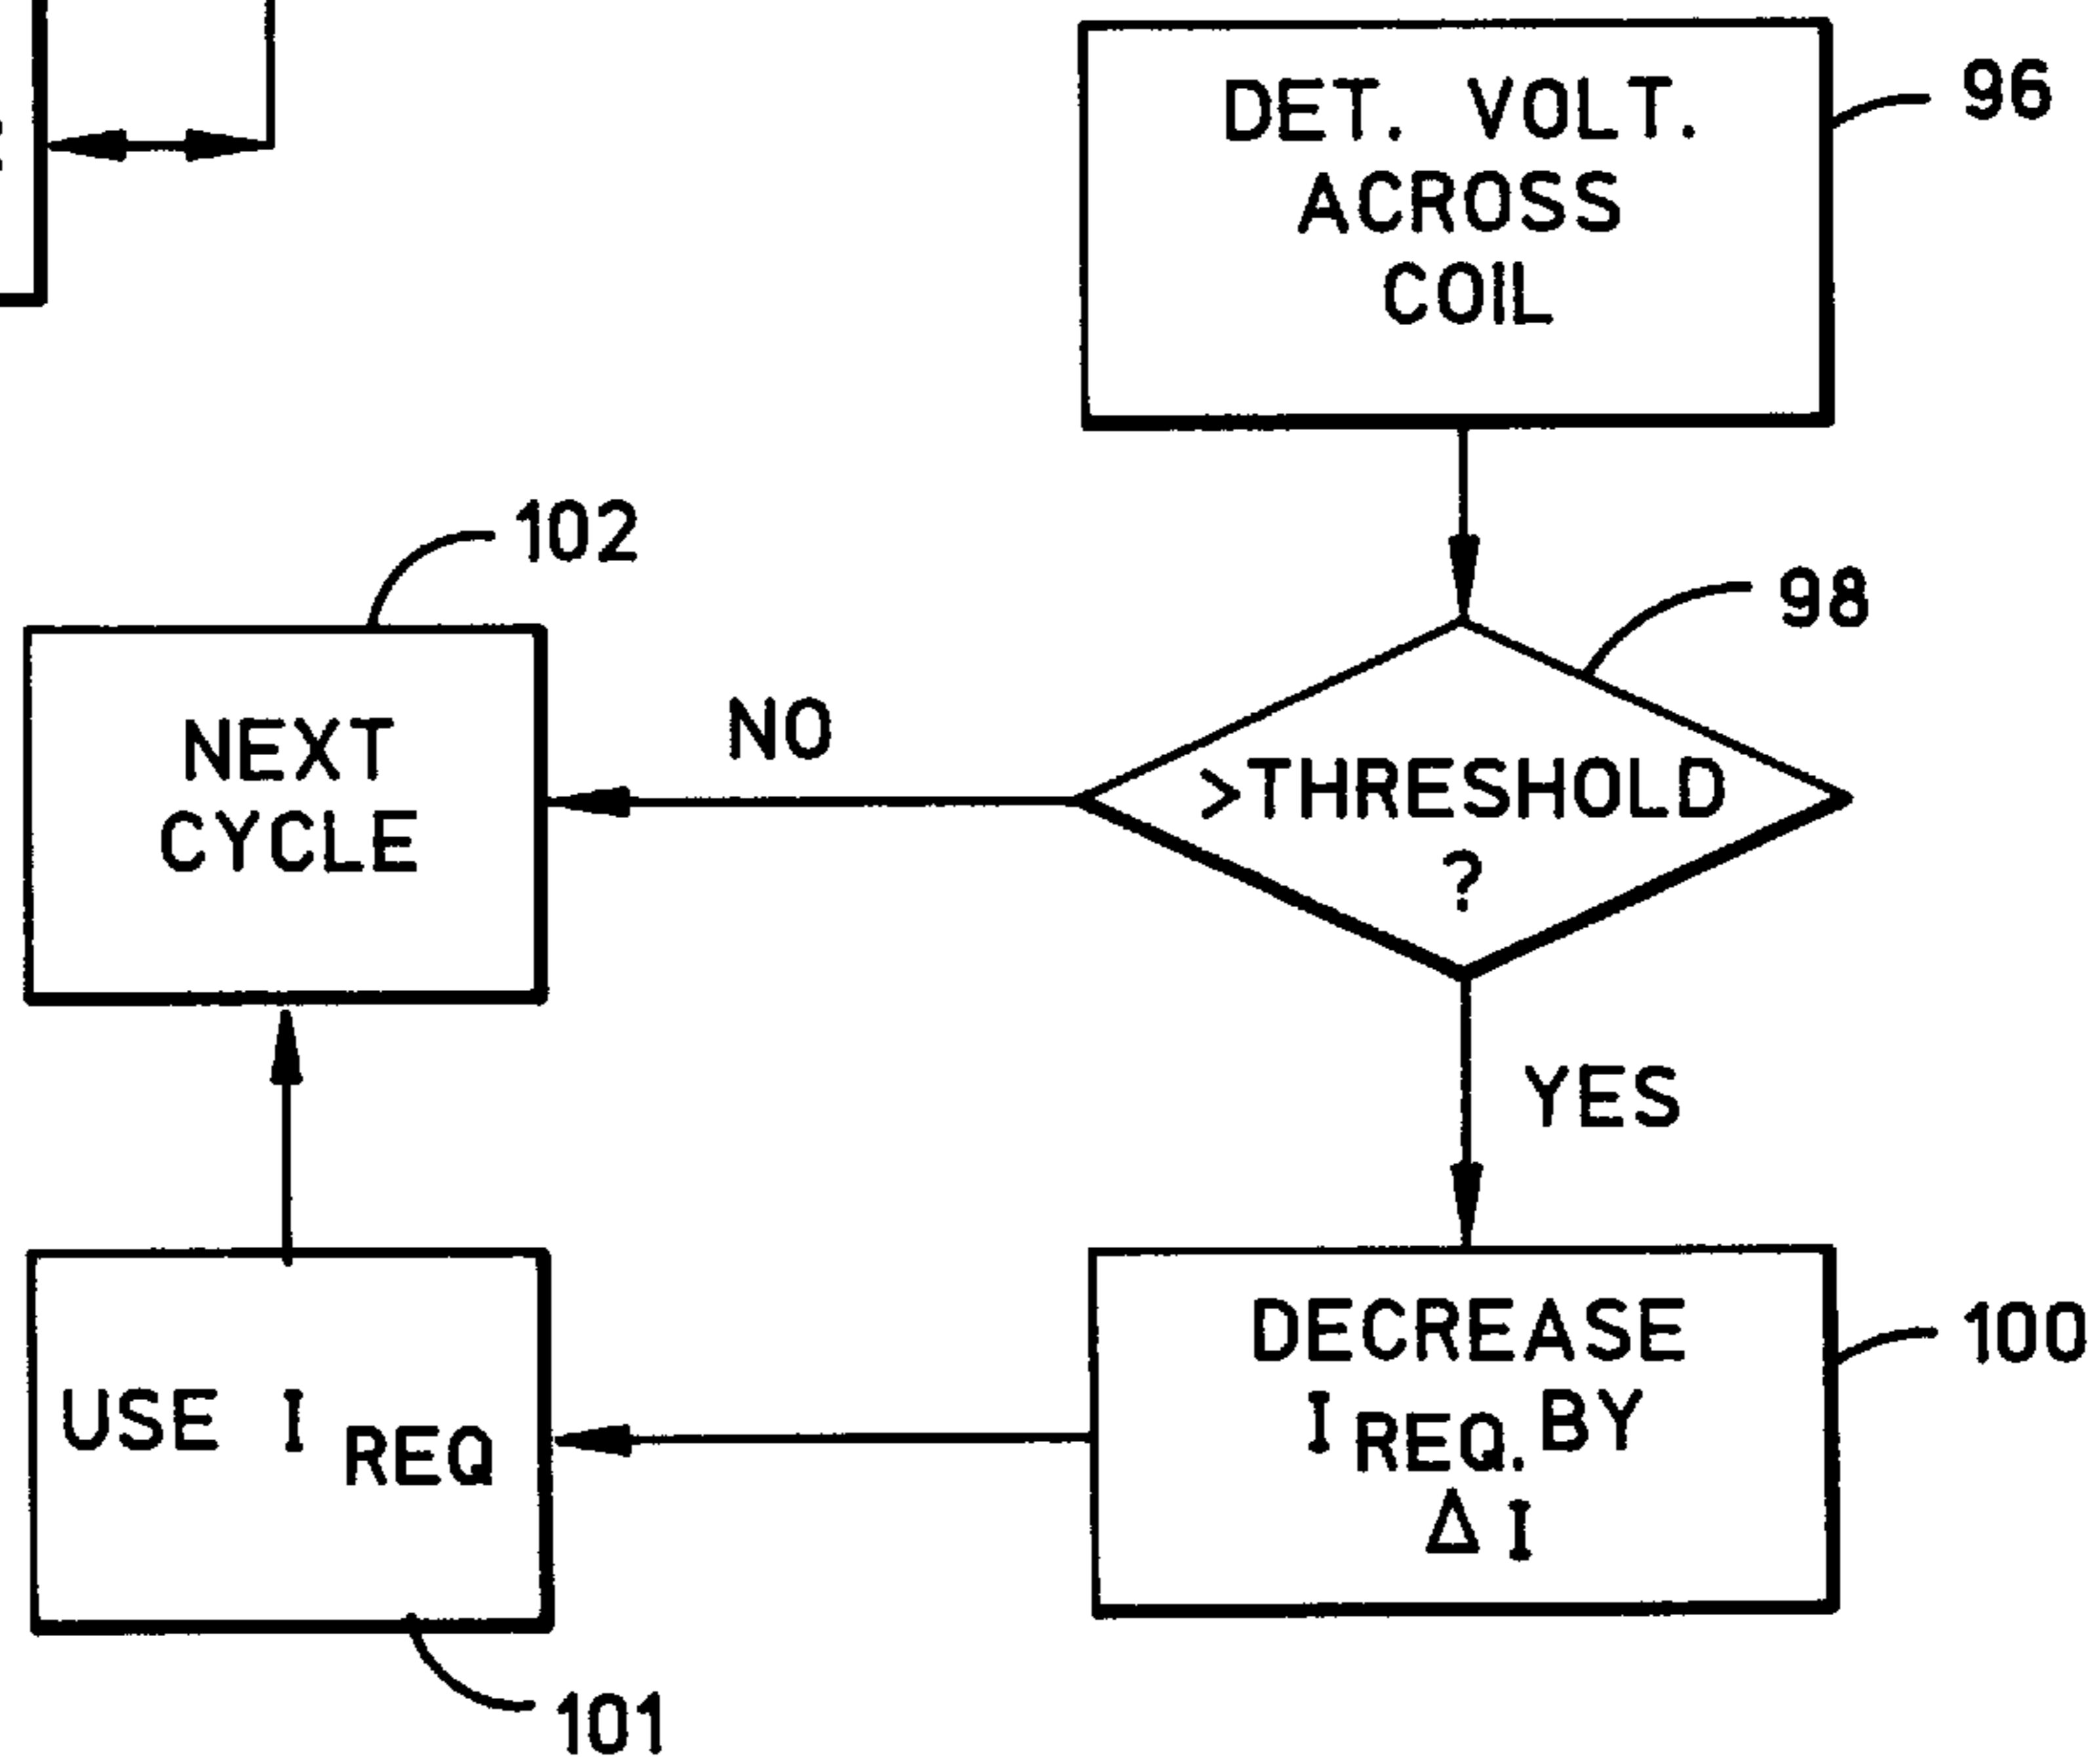 DET. VOLT.
ACROSS
COIL
96
102
98
NEXT
CYCLE
NO
>THRESHOLD
?
YES
DECREASE
I REQ. BY
Δ I
100
USE I REQ
101